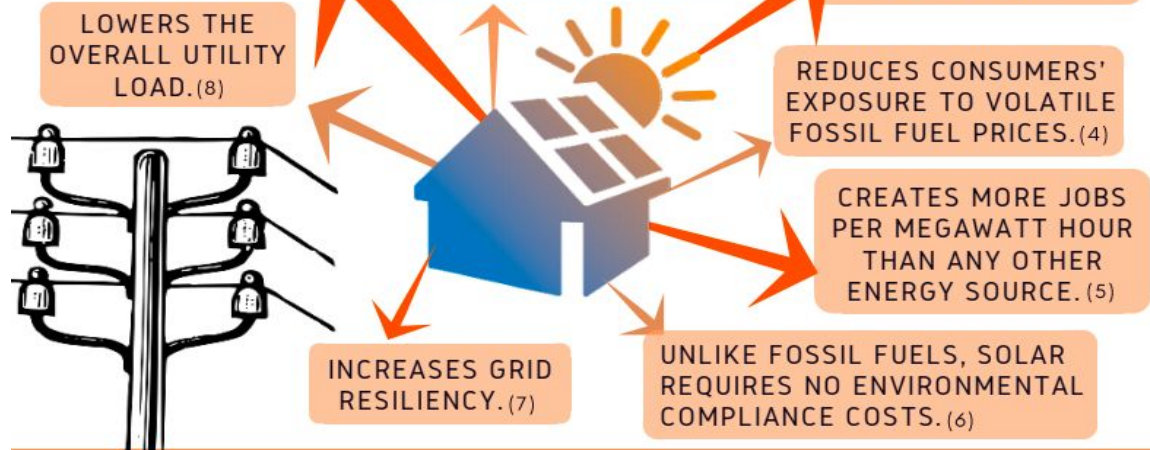 LOWERS THE
OVERALL UTILITY
LOAD.(8)
REDUCES CONSUMERS'
EXPOSURE TO VOLATILE
FOSSIL FUEL PRICES.(4)
CREATES MORE JOBS
PER MEGAWATT HOUR
THAN ANY OTHER
ENERGY SOURCE.(5)
INCREASES GRID
RESILIENCY.(7)
UNLIKE FOSSIL FUELS, SOLAR
REQUIRES NO ENVIRONMENTAL
COMPLIANCE COSTS.(6)